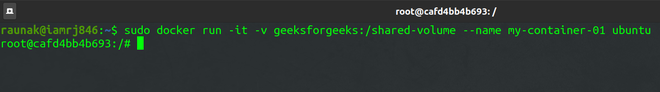 root@cafd4bb4b693: /
raunak@iamrj846:~$ sudo docker run -it -v geeksforgeeks:/shared-volume --name my-container-01 ubuntu
root@cafd4bb4b693:/#